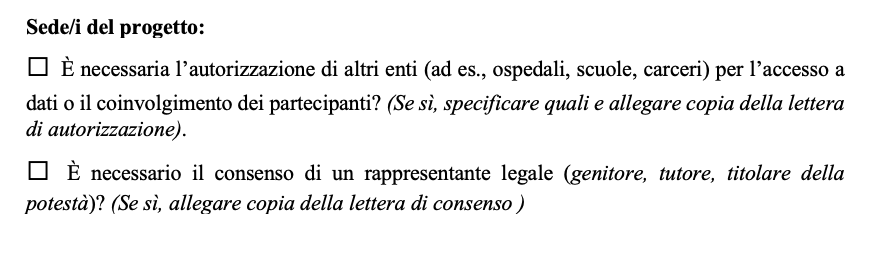 Sede/i del progetto:
☐ È necessaria l’autorizzazione di altri enti (ad es., ospedali, scuole, carceri) per l’accesso a
dati o il coinvolgimento dei partecipanti? (Se sì, specificare quali e allegare copia della lettera
di autorizzazione).
☐ È necessario il consenso di un rappresentante legale (genitore, tutore, titolare della
potestà)? (Se sì, allegare copia della lettera di consenso )